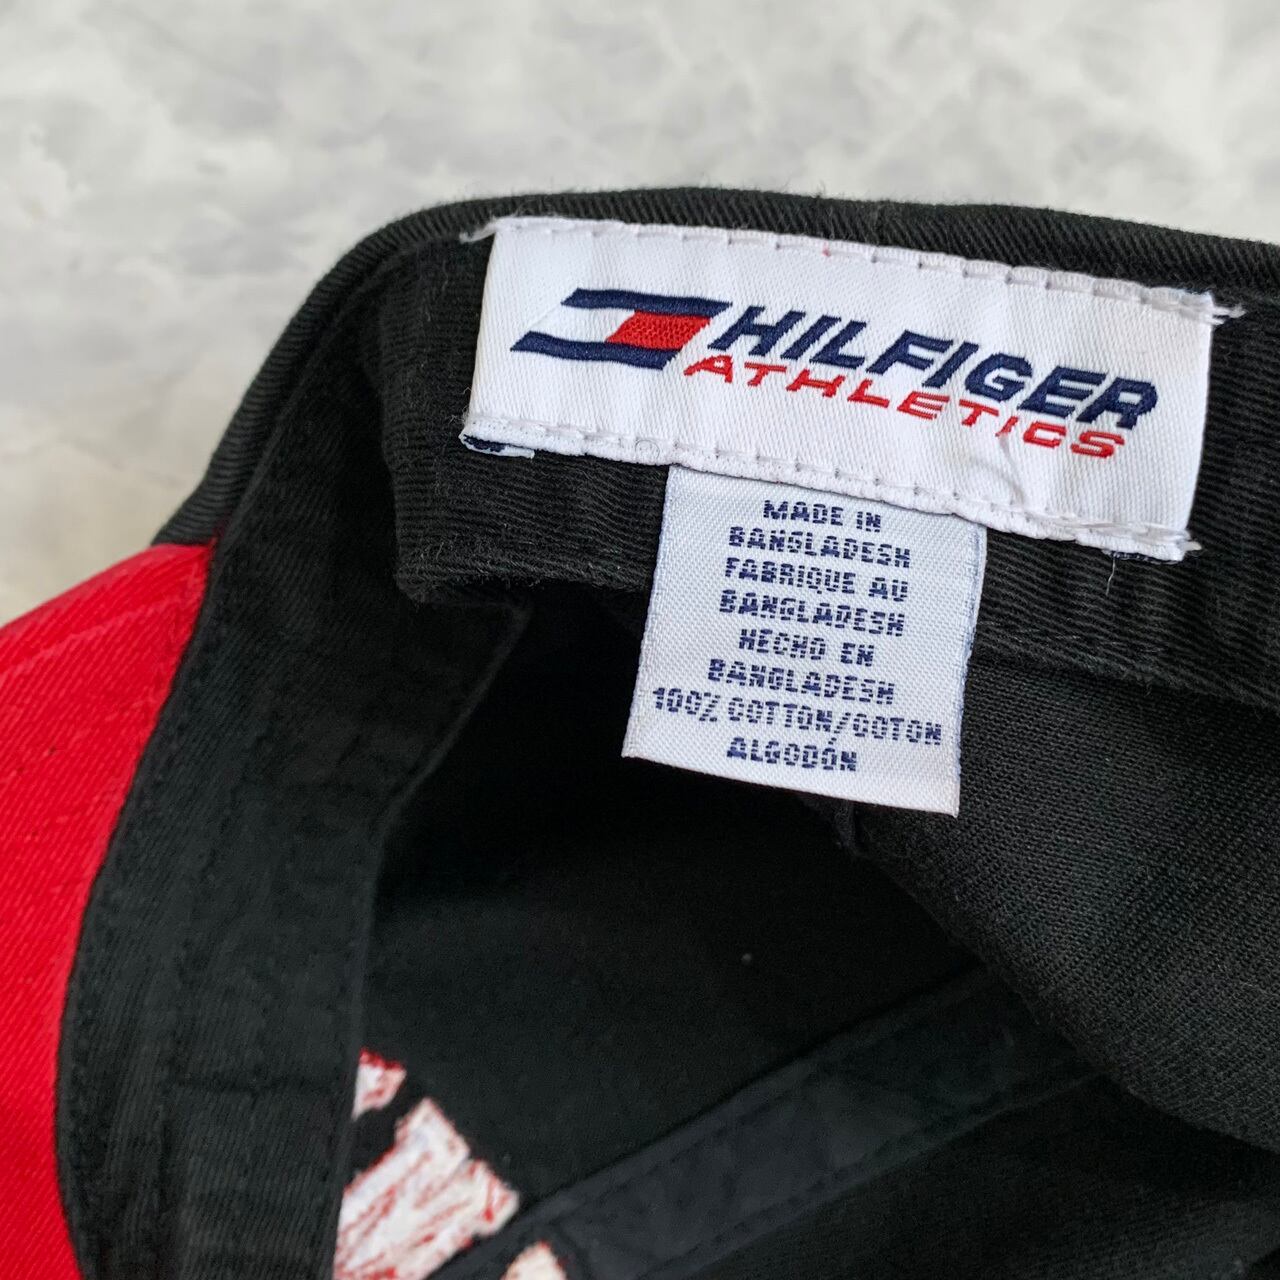 HILFIGER
ATHLETICS
MADE IN
BANGLADESH
FABRIQUE AU
BANGLADESH
HECHO EN
BANGLADESH
100% COTTON/COTON
ALGODÓN